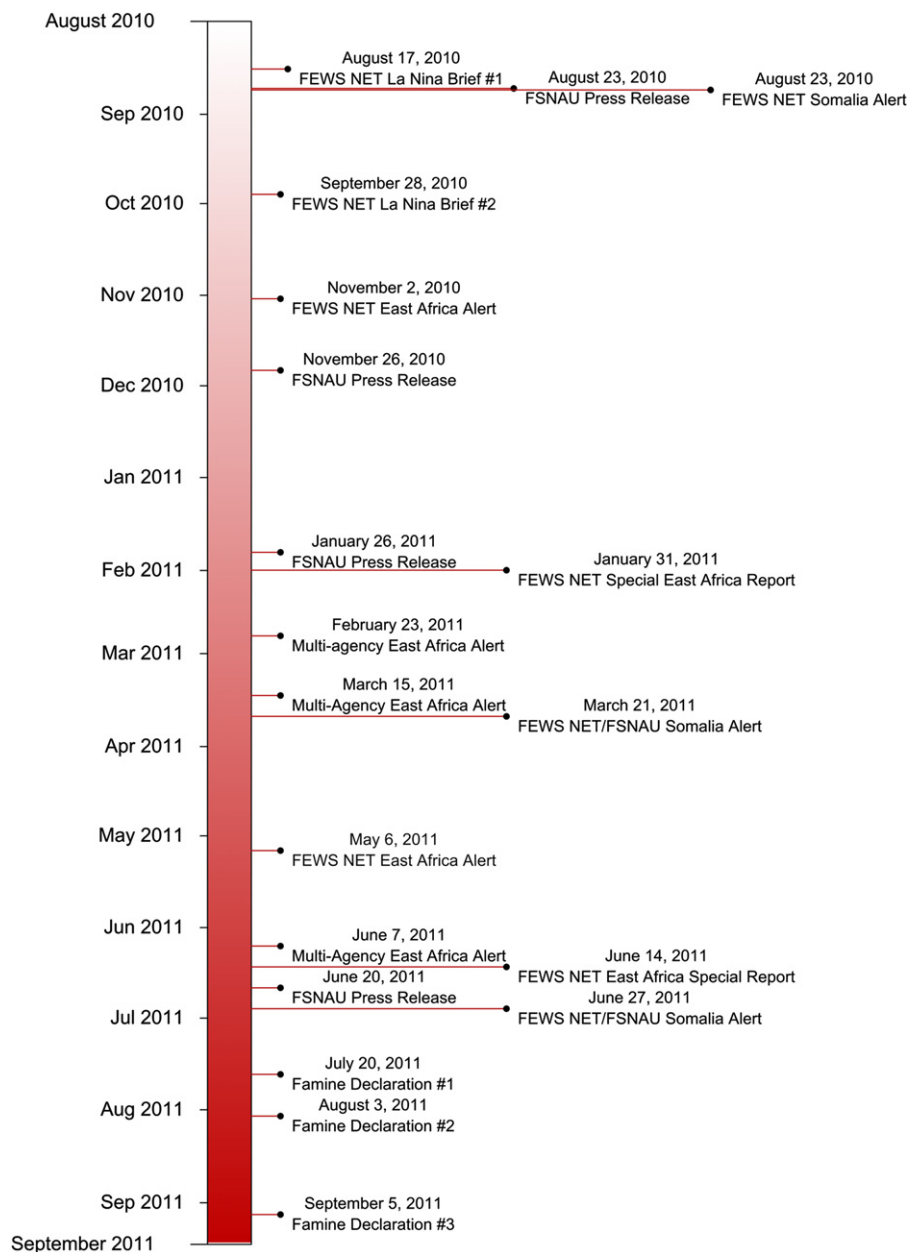 August 2010
August 17, 2010
FEWS NET La Nina Brief #1
August 23, 2010
FSNAU Press Release
August 23, 2010
FEWS NET Somalia Alert
Sep 2010
September 28, 2010
FEWS NET La Nina Brief #2
Oct 2010
Nov 2010
November 2, 2010
FEWS NET East Africa Alert
November 26, 2010
FSNAU Press Release
Dec 2010
Jan 2011
January 26, 2011
FSNAU Press Release
Feb 2011
January 31, 2011
FEWS NET Special East Africa Report
February 23, 2011
Multi-agency East Africa Alert
Mar 2011
March 15, 2011
Multi-Agency East Africa Alert
March 21, 2011
FEWS NET/FSNAU Somalia Alert
Apr 2011
May 2011
May 6, 2011
FEWS NET East Africa Alert
Jun 2011
June 7, 2011
Multi-Agency East Africa Alert
June 14, 2011
FEWS NET East Africa Special Report
June 20, 2011
FSNAU Press Release
June 27, 2011
FEWS NET/FSNAU Somalia Alert
Jul 2011
July 20, 2011
Famine Declaration #1
Aug 2011
August 3, 2011
Famine Declaration #2
Sep 2011
September 5, 2011
Famine Declaration #3
September 2011